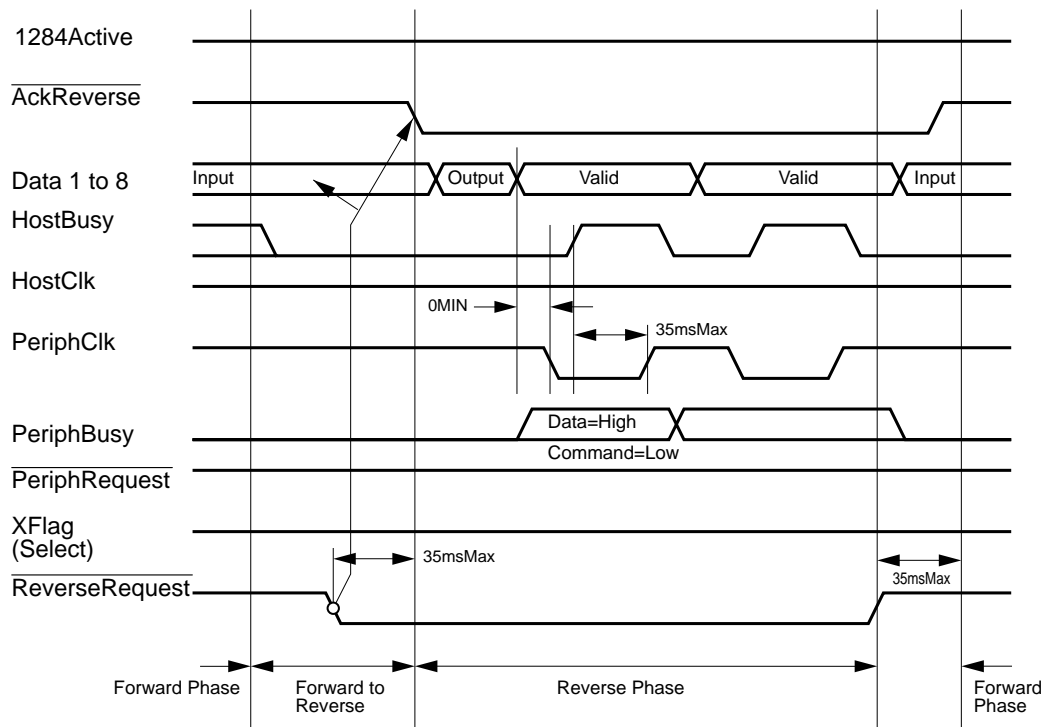 1284Active
AckReverse
Data 1 to 8
Input
Output
Valid
Valid
Input
HostBusy
HostClk
0MIN
35msMax
PeriphClk
PeriphBusy
Data=High
Command=Low
PeriphRequest
XFlag
(Select)
35msMax
35msMax
ReverseRequest
Forward Phase
Forward to
Reverse
Reverse Phase
Forward
Phase